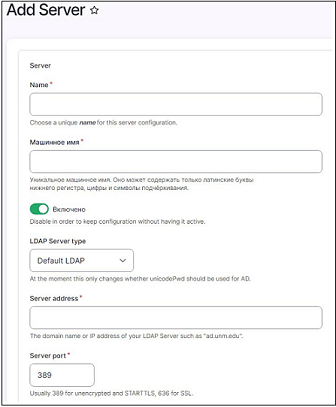 Add Server ☆
Server
Name *
Choose a unique name for this server configuration.
Машинное имя *
Уникальное машинное имя. Оно может содержать только латинские буквы
нижнего регистра, цифры и символы подчёркивания.
Включено
Disable in order to keep configuration without having it active.
LDAP Server type
Default LDAP
At the moment this only changes whether unicodePwd should be used for AD.
Server address *
The domain name or IP address of your LDAP Server such as "ad.unm.edu".
Server port *
389
Usually 389 for unencrypted and STARTTLS, 636 for SSL.